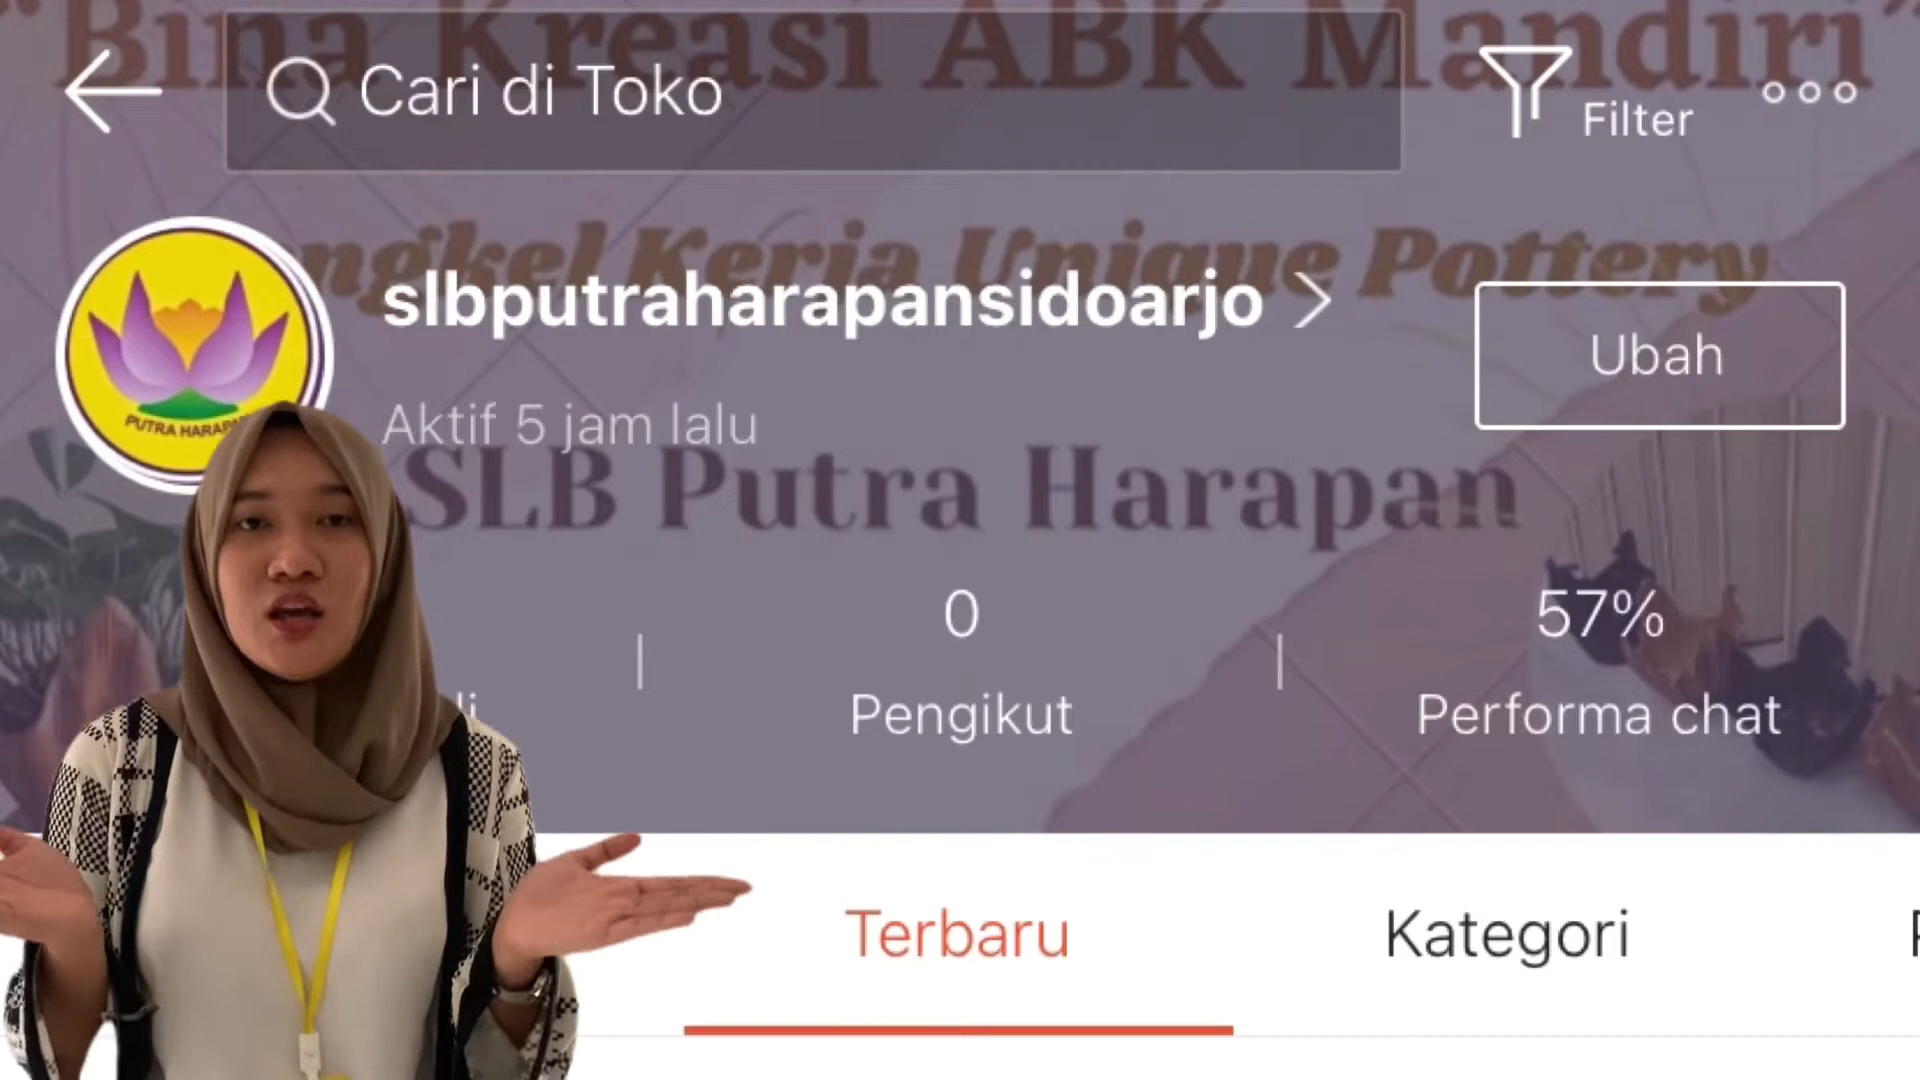 "Bina Kreasi ABK Mandiri"
Cari di Toko
Filter
ngkel Kerja Unique Pottery
slbputraharapansidoarjo
Ubah
PUTRA HARAPA
Aktif 5 jam lalu
SLB Putra Harapan
0
57%
Pengikut
Performa chat
Terbaru
Kategori